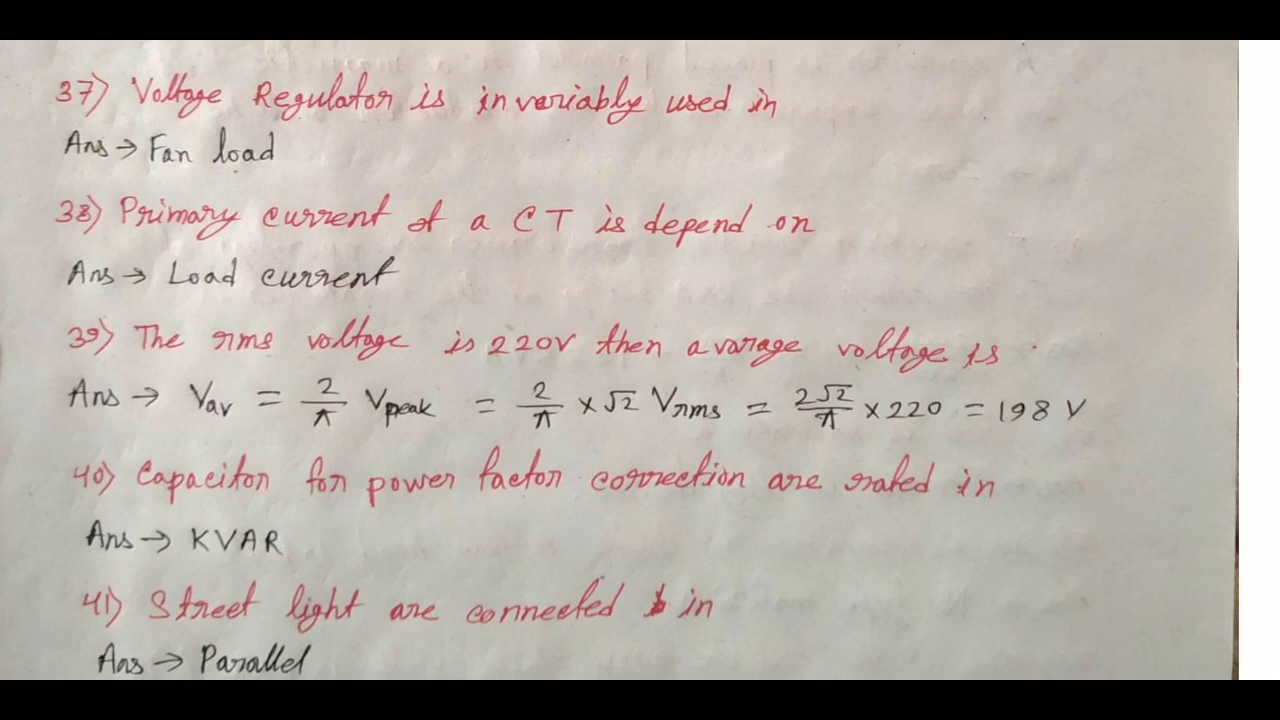 37) Voltage Regulator is invariably used in
Ans → Fan load
38) Primary current of a CT is depend on
Ans → Load current
39) The rms voltage is 220V then avarage voltage is
Ans → Vav = 2/π Vpeak = 2/π × √2 Vrms = 2√2/π × 220 = 198 V
40) Capacitor for power factor correction are rated in
Ans → KVAR
41) Street light are connected in
Ans → Parallel